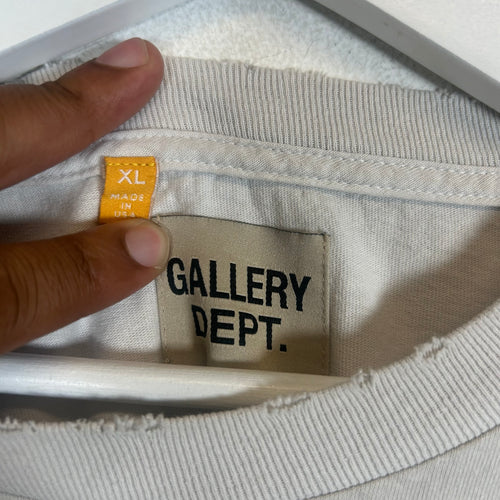 XL
MADE
IN
USA
GALLERY
DEPT.